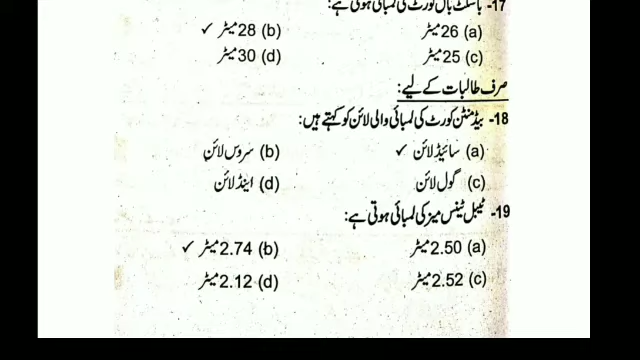 17- باسکٹ بال کورٹ کی لمبائی ہوتی ہے:
(a) 26 میٹر (b) 28 میٹر ✓
(c) 25 میٹر (d) 30 میٹر
صرف طالبات کے لیے:
18- بیڈمنٹن کورٹ کی لمبائی والی لائن کو کہتے ہیں:
(a) سائیڈ لائن ✓ (b) سروس لائن
(c) گول لائن (d) اینڈ لائن
19- ٹیبل ٹینس میز کی لمبائی ہوتی ہے:
(a) 2.50 میٹر (b) 2.74 میٹر ✓
(c) 2.52 میٹر (d) 2.12 میٹر